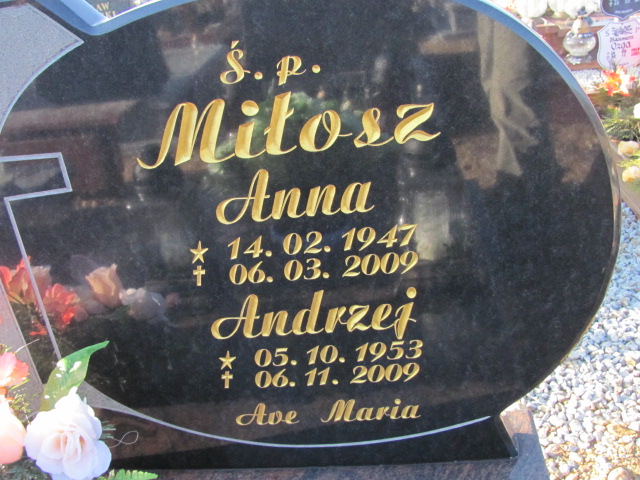 Ś. p.
Miłosz
Anna
★ 14. 02. 1947
✝ 06. 03. 2009
Andrzej
★ 05. 10. 1953
✝ 06. 11. 2009
Ave Maria